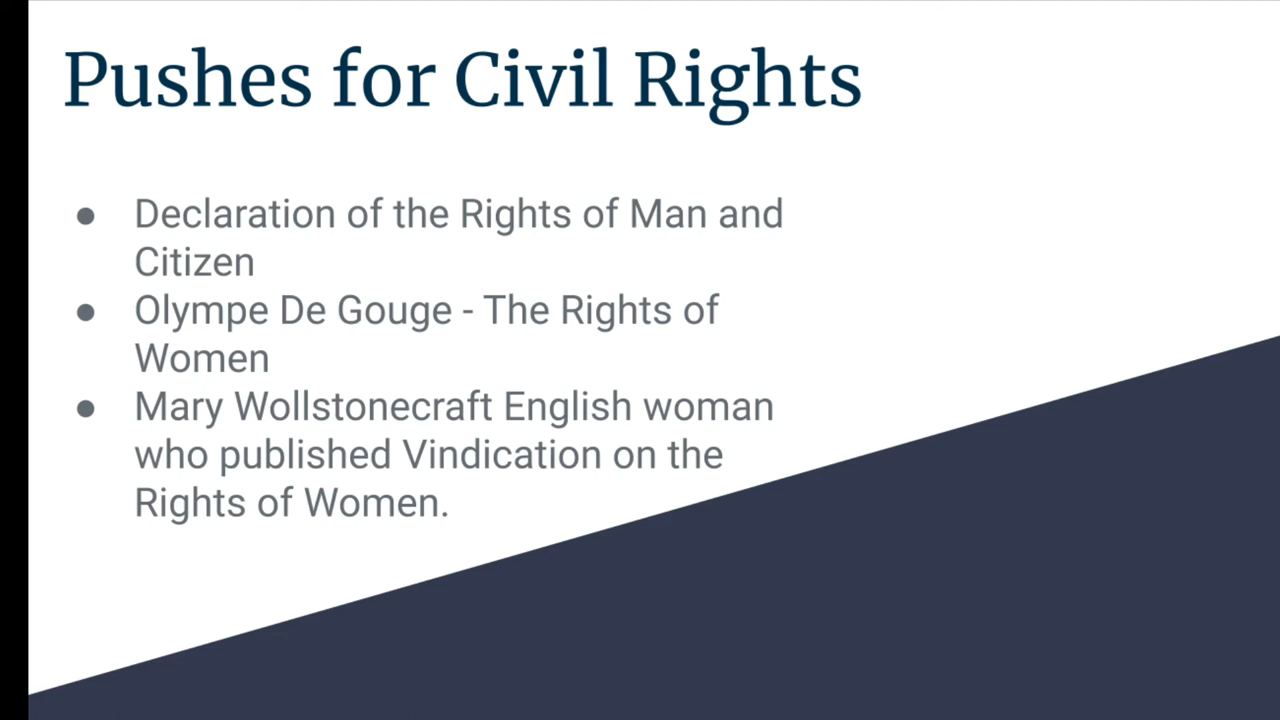 Pushes for Civil Rights
● Declaration of the Rights of Man and
Citizen
● Olympe De Gouge - The Rights of
Women
● Mary Wollstonecraft English woman
who published Vindication on the
Rights of Women.